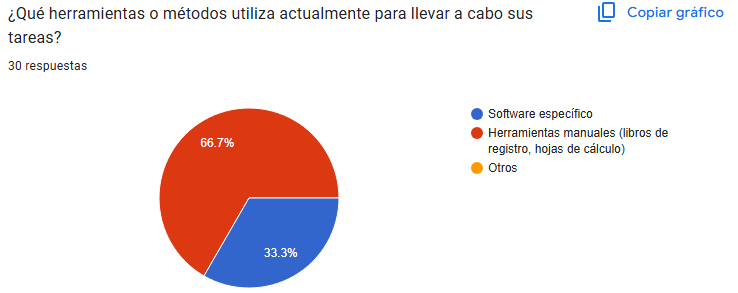 ¿Qué herramientas o métodos utiliza actualmente para llevar a cabo sus
tareas?
Copiar gráfico
30 respuestas
Software específico
Herramientas manuales (libros de
registro, hojas de cálculo)
Otros
66.7%
33.3%